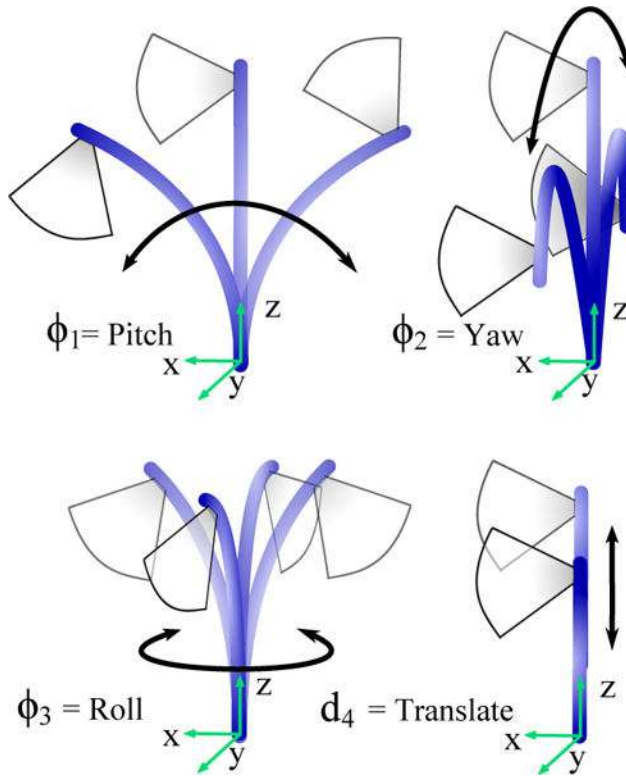 z
ϕ₁= Pitch
x
y
z
ϕ₂ = Yaw
x
y
z
ϕ₃ = Roll
x
y
z
d₄ = Translate
x
y